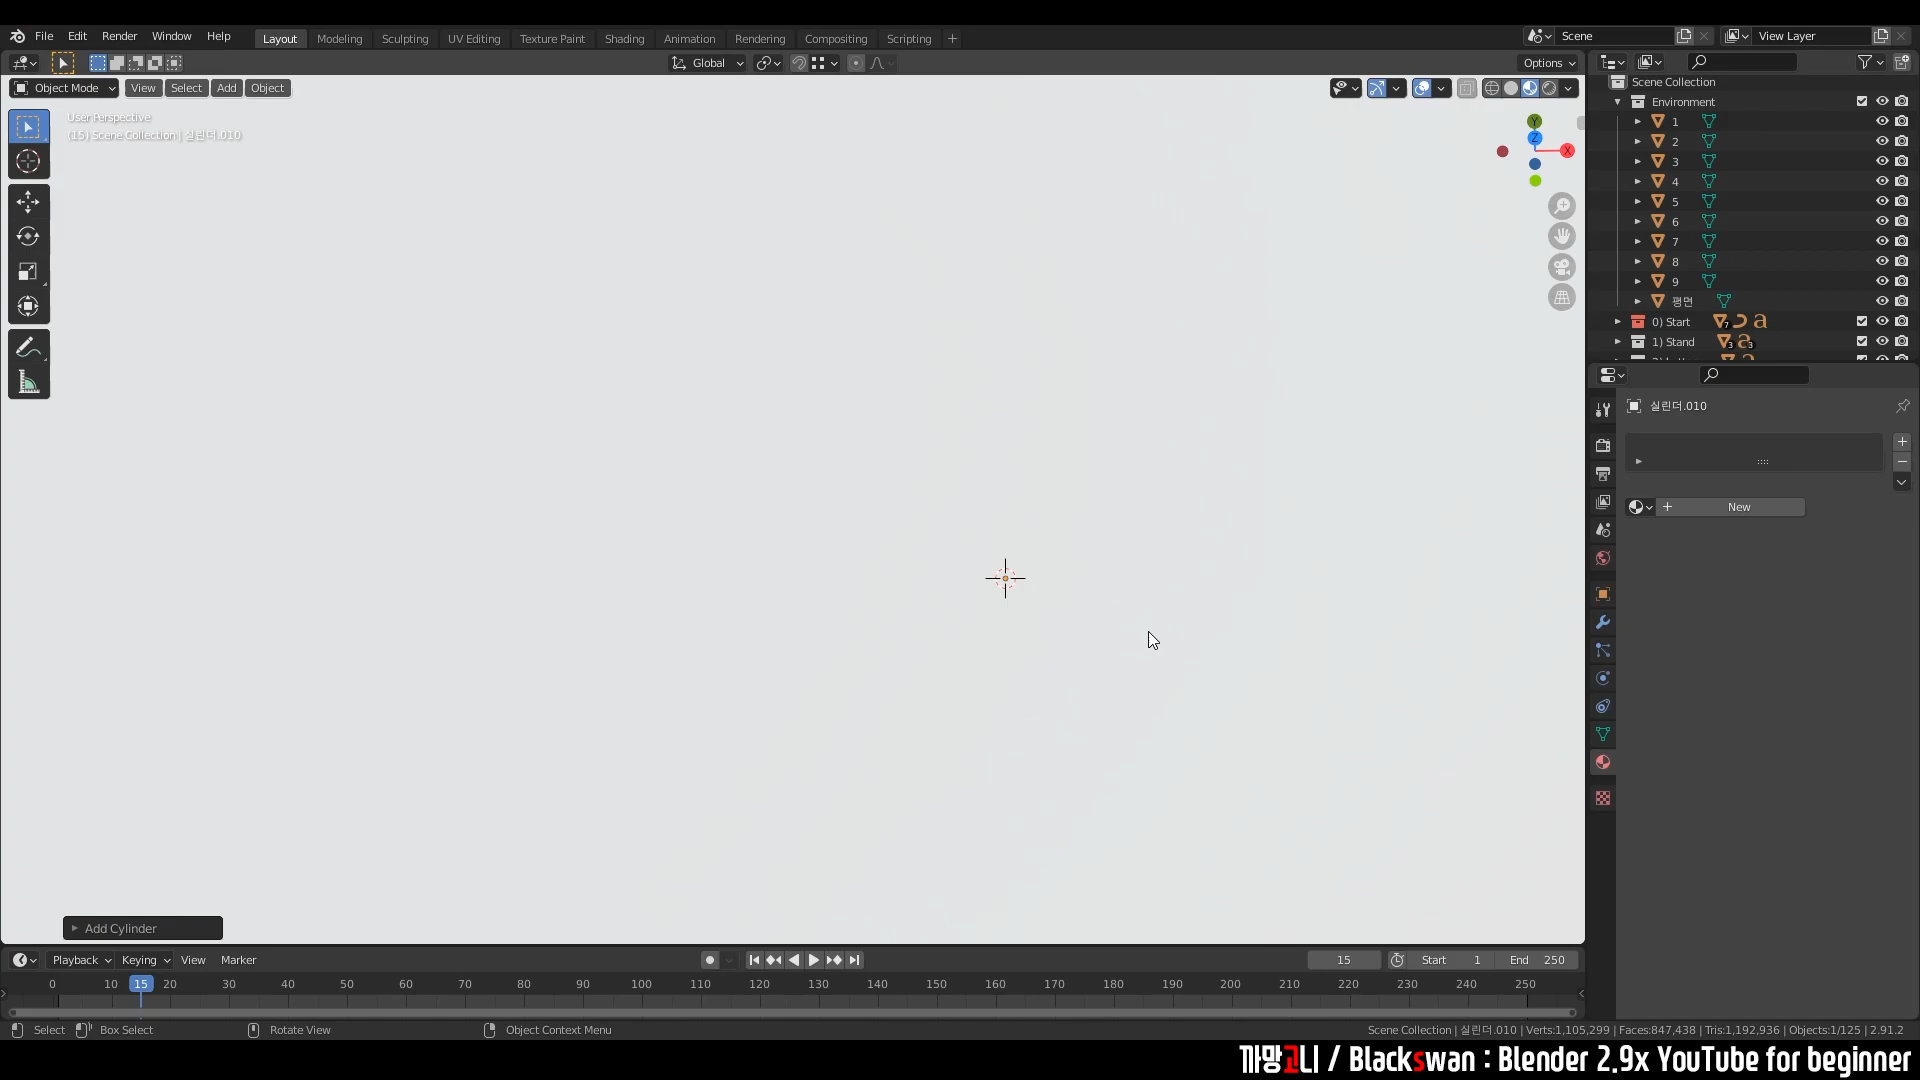 File Edit Render Window Help Layout Modeling Sculpting UV Editing Texture Paint Shading Animation Rendering Compositing Scripting Scene View Layer
Global Options
Object Mode View Select Add Object
User Perspective
(15) Scene Collection | 실린더.010
Y
Z
X
Scene Collection
Environment
1
2
3
4
5
6
7
8
9
평면
0) Start 7 a
1) Stand 3 a 3
실린더.010
New
Add Cylinder
Playback Keying View Marker 15 Start 1 End 250
0 10 15 20 30 40 50 60 70 80 90 100 110 120 130 140 150 160 170 180 190 200 210 220 230 240 250
Select Box Select Rotate View Object Context Menu Scene Collection | 실린더.010 | Verts:1,105,299 | Faces:847,438 | Tris:1,192,936 | Objects:1/125 | 2.91.2
까망고니 / Blackswan : Blender 2.9x YouTube for beginner